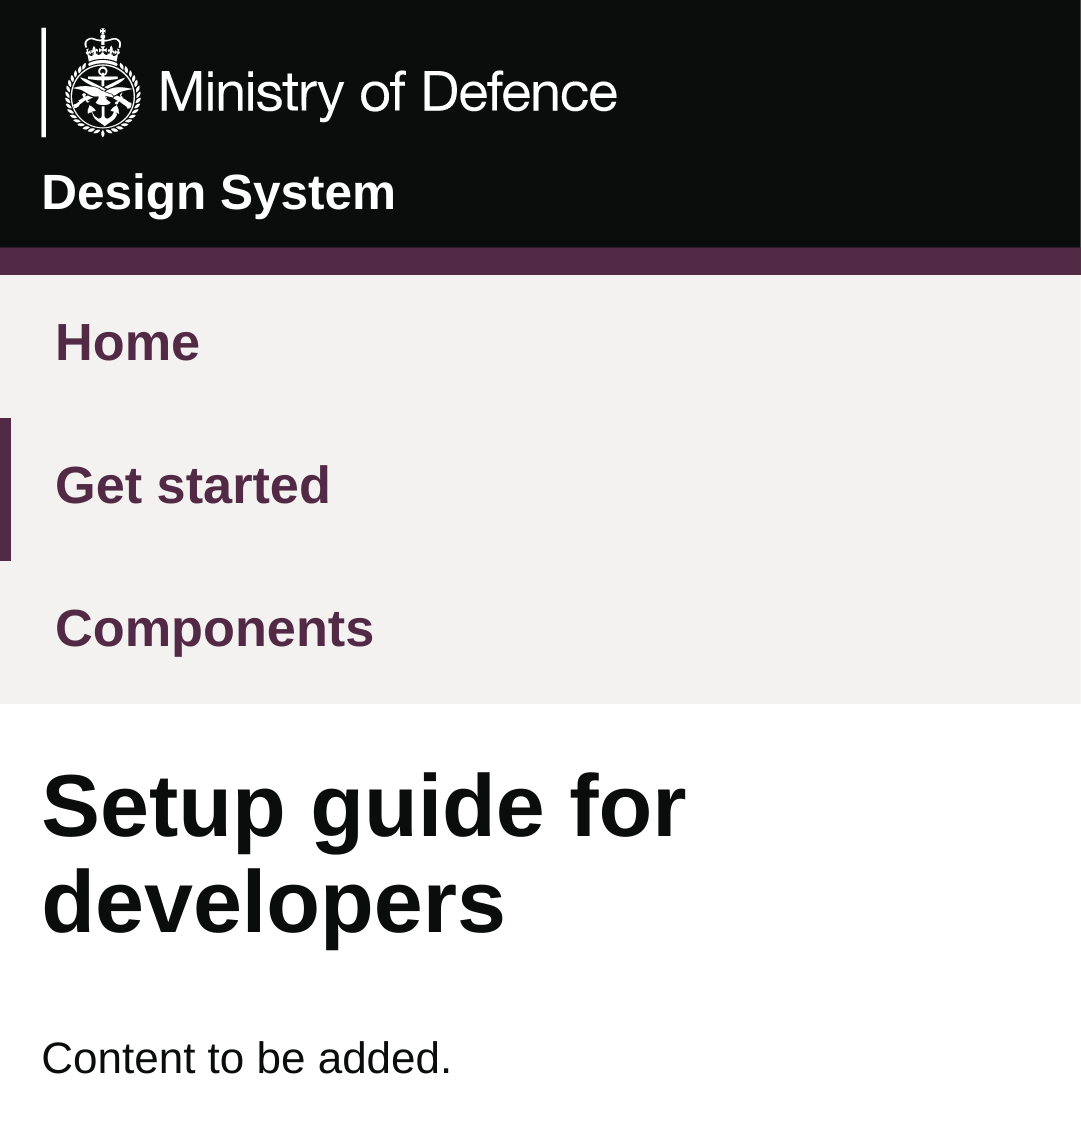 Ministry of Defence
Design System
Home
Get started
Components
Setup guide for
developers
Content to be added.